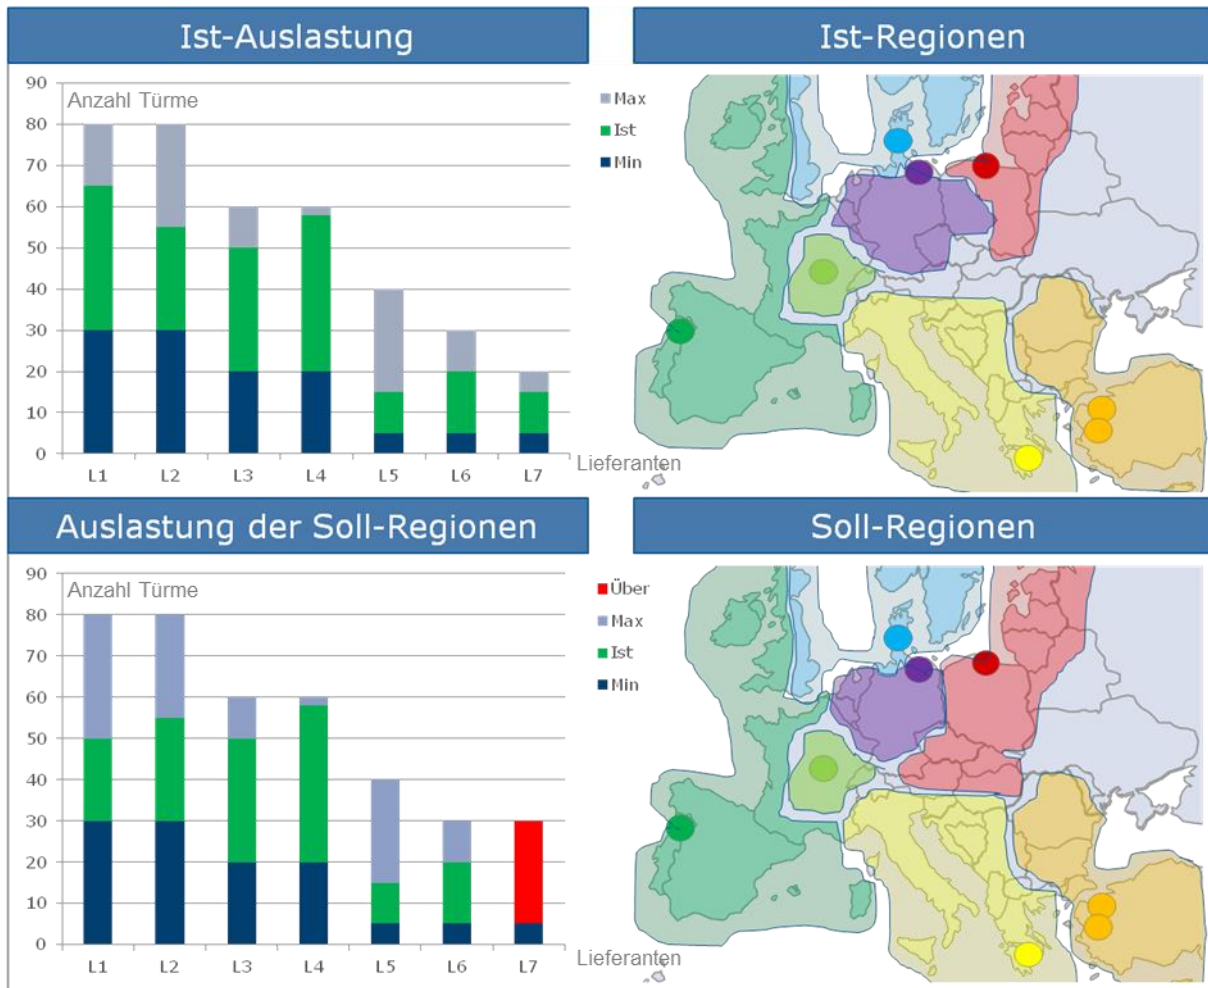 Ist-Auslastung
90
80
70
60
50
40
30
20
10
0
Anzahl Türme
Max
Ist
Min
L1 L2 L3 L4 L5 L6 L7
Lieferanten
Ist-Regionen
Auslastung der Soll-Regionen
90
80
70
60
50
40
30
20
10
0
Anzahl Türme
Über
Max
Ist
Min
L1 L2 L3 L4 L5 L6 L7
Lieferanten
Soll-Regionen